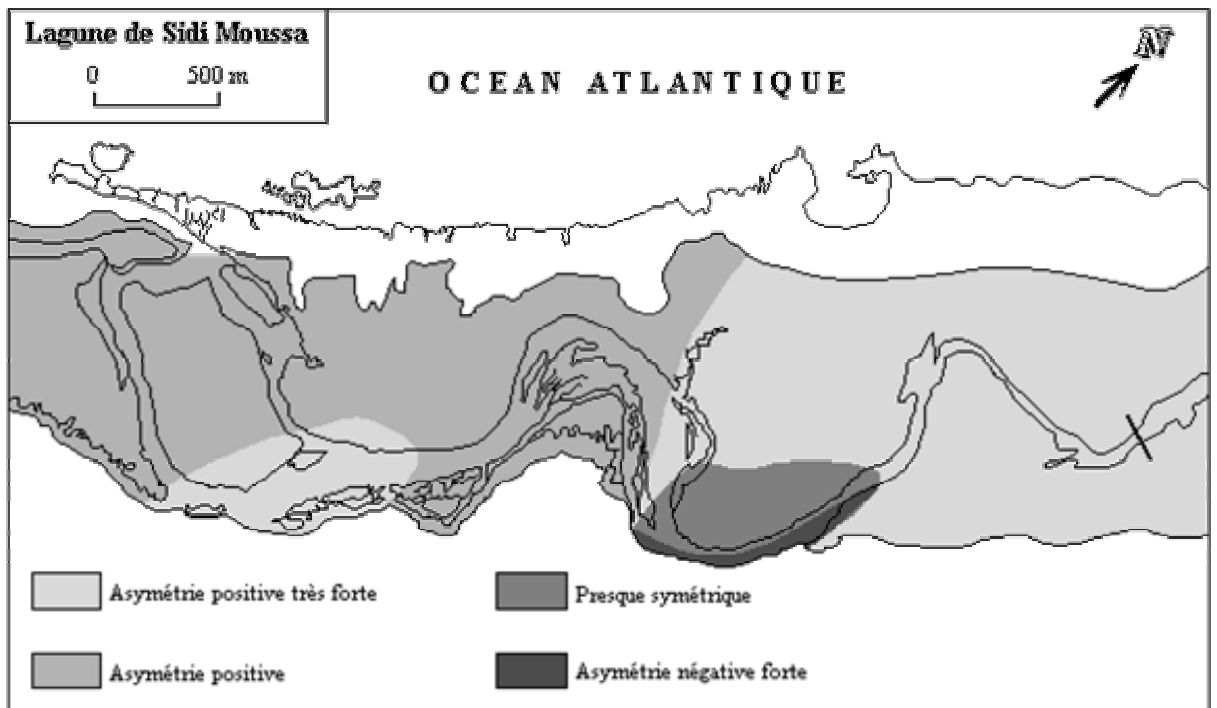 Lagune de Sidi Moussa
0 500 m
OCEAN ATLANTIQUE
N
Asymétrie positive très forte
Presque symétrique
Asymétrie positive
Asymétrie négative forte